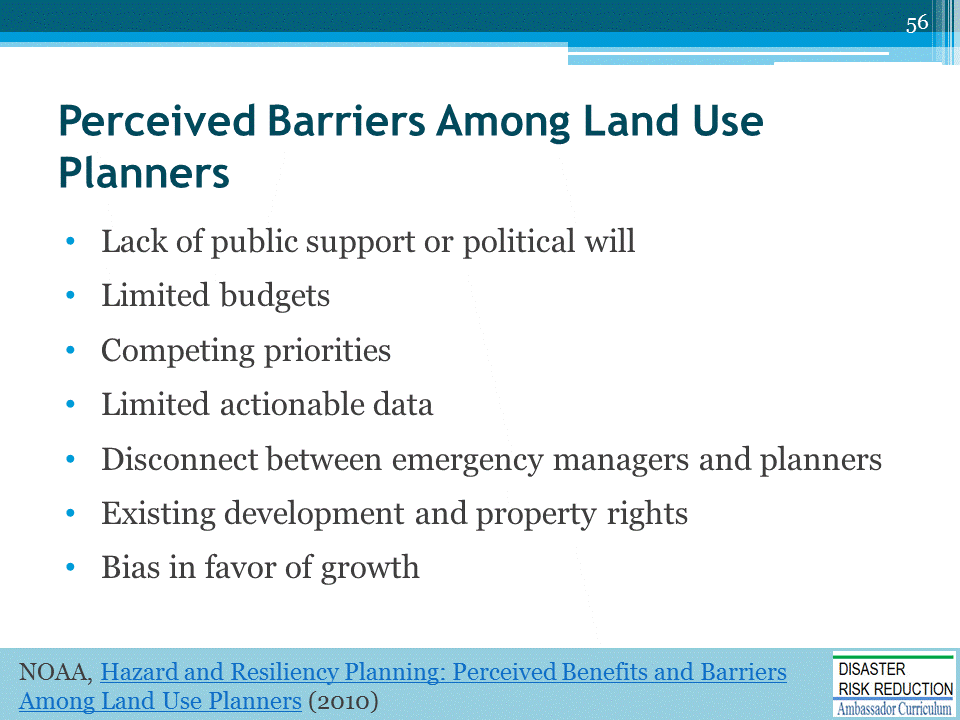 56
Perceived Barriers Among Land Use
Planners
• Lack of public support or political will
• Limited budgets
• Competing priorities
• Limited actionable data
• Disconnect between emergency managers and planners
• Existing development and property rights
• Bias in favor of growth
NOAA, Hazard and Resiliency Planning: Perceived Benefits and Barriers
Among Land Use Planners (2010)
DISASTER
RISK REDUCTION
Ambassador Curriculum